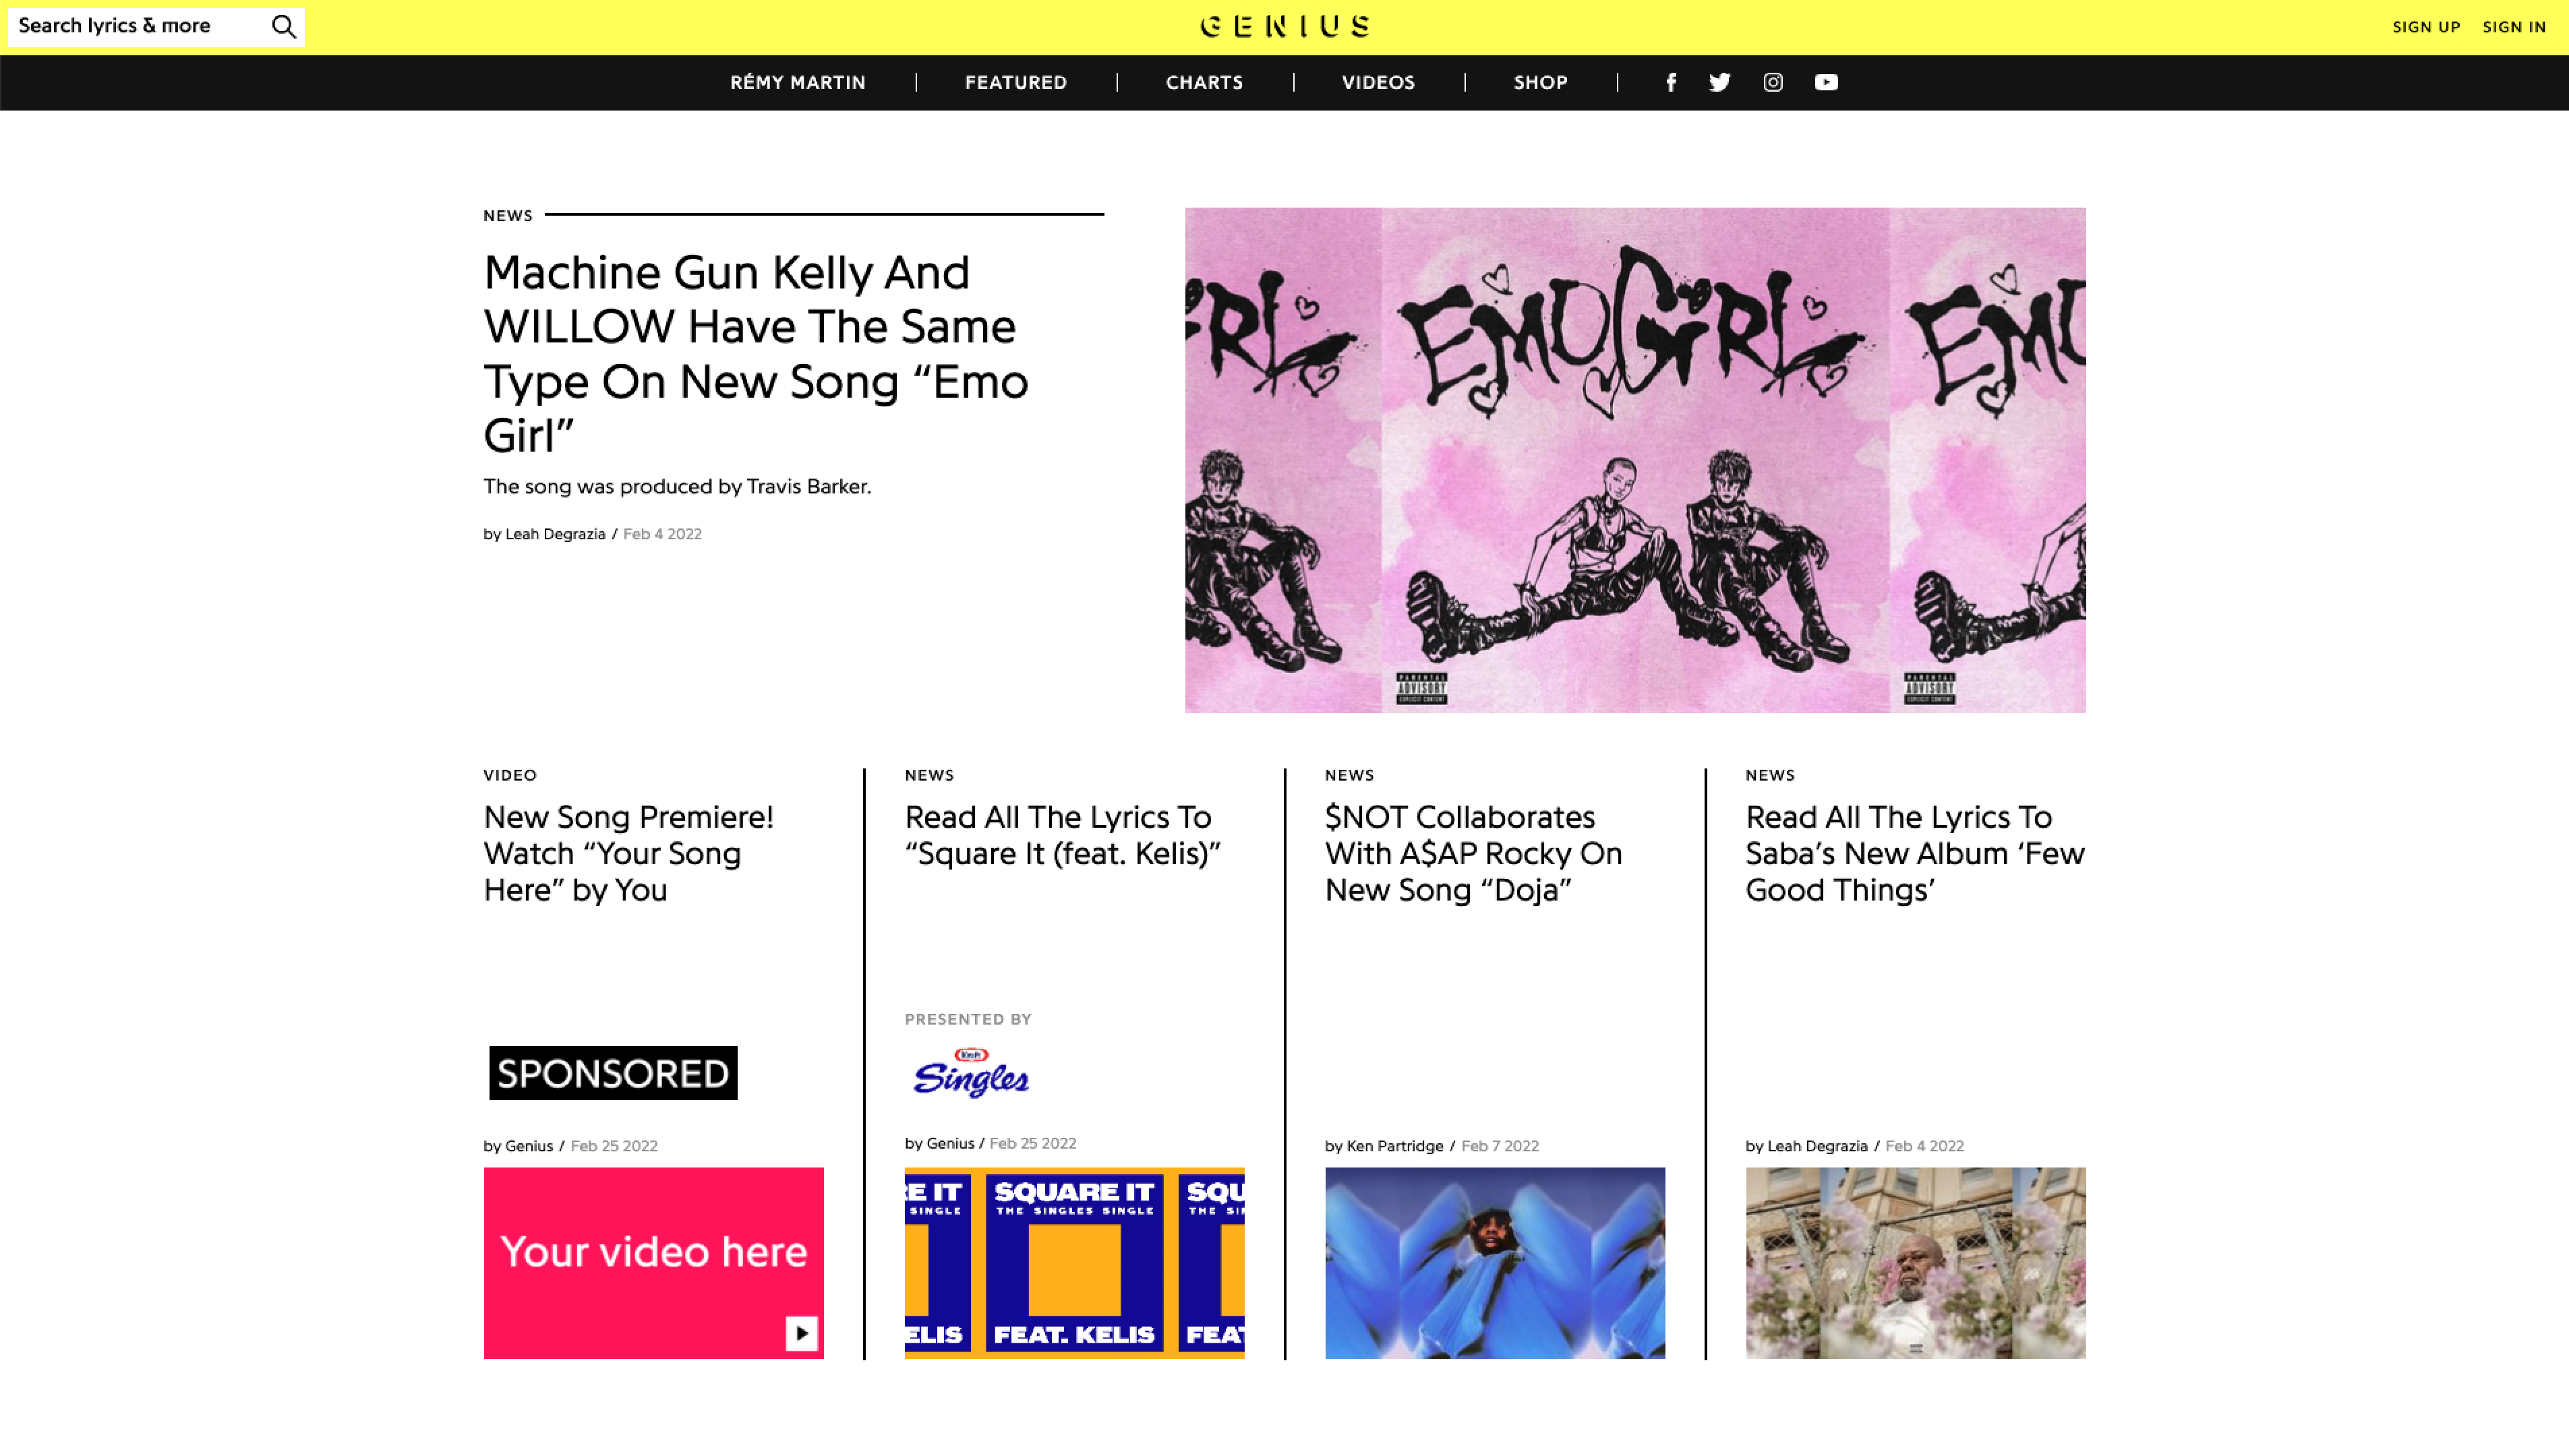 Search lyrics & more
GENIUS
SIGN UP SIGN IN
RÉMY MARTIN FEATURED CHARTS VIDEOS SHOP
NEWS
Machine Gun Kelly And
WILLOW Have The Same
Type On New Song “Emo
Girl”
The song was produced by Travis Barker.
by Leah Degrazia / Feb 4 2022
RL
EMO GiRL
EM
PARENTAL
ADVISORY
EXPLICIT CONTENT
PARENTAL
ADVISORY
EXPLICIT CONTENT
VIDEO
New Song Premiere!
Watch “Your Song
Here” by You
SPONSORED
by Genius / Feb 25 2022
Your video here
NEWS
Read All The Lyrics To
“Square It (feat. Kelis)”
PRESENTED BY
Kraft
Singles
by Genius / Feb 25 2022
RE IT SQUARE IT SQU
SINGLE THE SINGLES SINGLE THE SIN
ELIS FEAT. KELIS FEAT
NEWS
$NOT Collaborates
With A$AP Rocky On
New Song “Doja”
by Ken Partridge / Feb 7 2022
NEWS
Read All The Lyrics To
Saba’s New Album ‘Few
Good Things’
by Leah Degrazia / Feb 4 2022